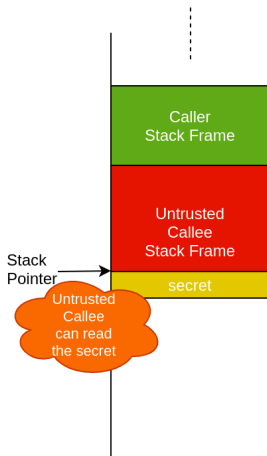 Caller
Stack Frame
Untrusted
Callee
Stack Frame
Stack
Pointer
secret
Untrusted
Callee
can read
the secret